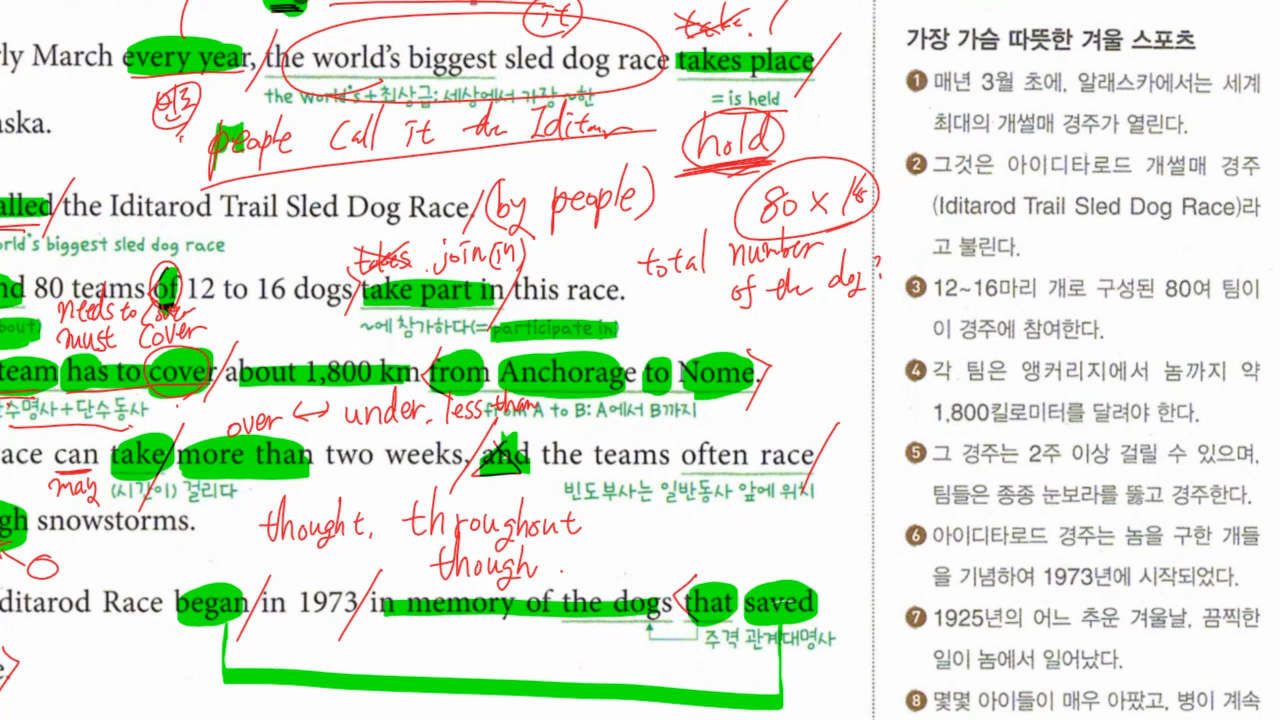 it
take.
rly March every year, the world's biggest sled dog race takes place
the world's+최상급: 세상에서 가장 ~한
= is held
빈도
aska.
people call it the Iditar
hold
가장 가슴 따뜻한 겨울 스포츠
❶ 매년 3월 초에, 알래스카에서는 세계
최대의 개썰매 경주가 열린다.
❷ 그것은 아이디타로드 개썰매 경주
(Iditarod Trail Sled Dog Race)라
고 불린다.
❸ 12~16마리 개로 구성된 80여 팀이
이 경주에 참여한다.
❹ 각 팀은 앵커리지에서 놈까지 약
1,800킬로미터를 달려야 한다.
❺ 그 경주는 2주 이상 걸릴 수 있으며,
팀들은 종종 눈보라를 뚫고 경주한다.
❻ 아이디타로드 경주는 놈을 구한 개들
을 기념하여 1973년에 시작되었다.
❼ 1925년의 어느 추운 겨울날, 끔찍한
일이 놈에서 일어났다.
❽ 몇몇 아이들이 매우 아팠고, 병이 계속
80 x 16
alled the Iditarod Trail Sled Dog Race. (by people)
orld's biggest sled dog race
takes join(in)
total number
of the dog?
nd 80 teams of 12 to 16 dogs take part in this race.
bout)
~에 참가하다(= participate in)
needs to cover
must cover
team has to cover about 1,800 km from Anchorage to Nome.
단수명사+단수동사
from A to B: A에서 B까지
over ↔ under. less than
ace can take more than two weeks, and the teams often race
may
(시간이) 걸리다
빈도부사는 일반동사 앞에 위치
gh snowstorms.
thought, throughout
though.
ditarod Race began in 1973 in memory of the dogs that saved
주격 관계대명사
e.